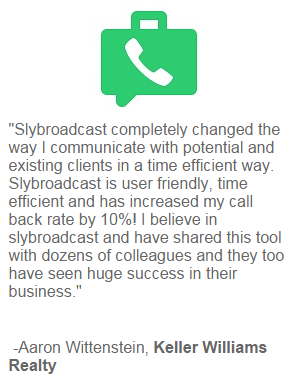 "Slybroadcast completely changed the
way I communicate with potential and
existing clients in a time efficient way.
Slybroadcast is user friendly, time
efficient and has increased my call
back rate by 10%! I believe in
slybroadcast and have shared this tool
with dozens of colleagues and they too
have seen huge success in their
business."
-Aaron Wittenstein, Keller Williams
Realty